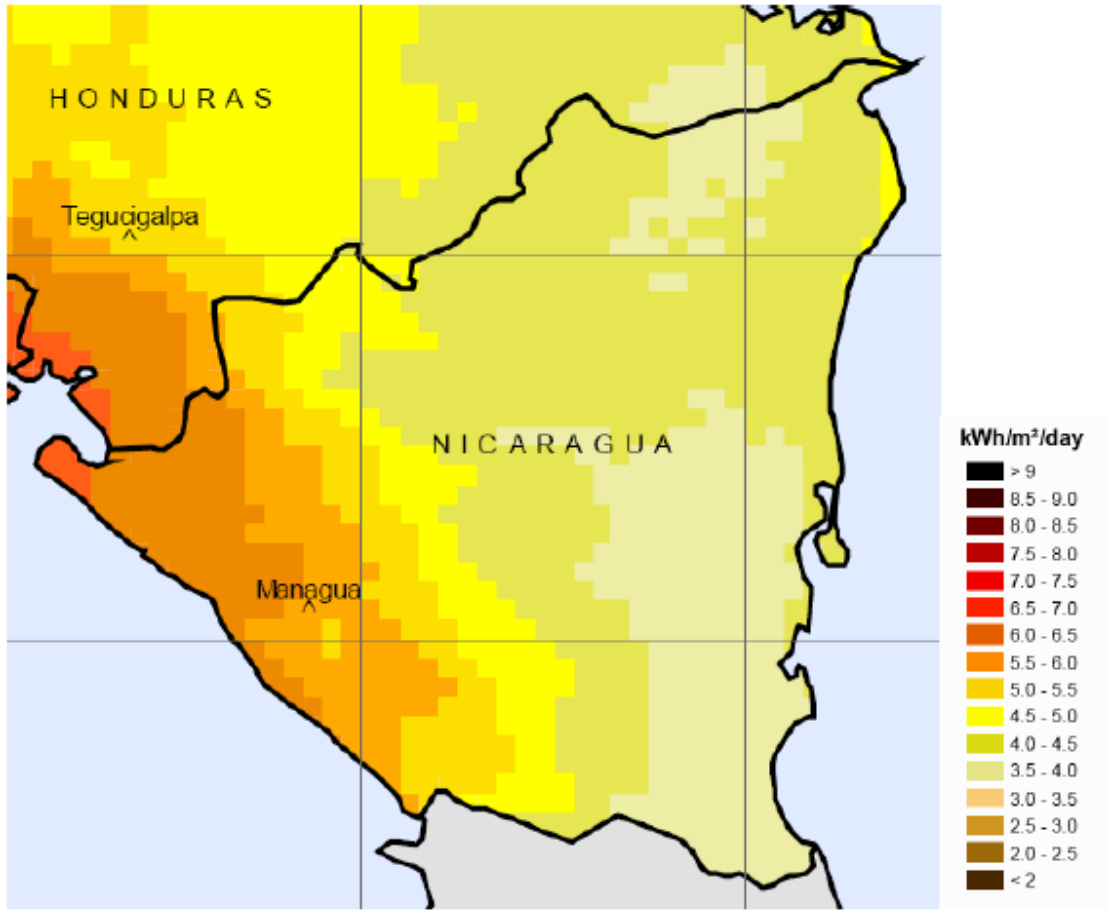 HONDURAS
Tegucigalpa
^
NICARAGUA
Managua
^
kWh/m²/day
> 9
8.5 - 9.0
8.0 - 8.5
7.5 - 8.0
7.0 - 7.5
6.5 - 7.0
6.0 - 6.5
5.5 - 6.0
5.0 - 5.5
4.5 - 5.0
4.0 - 4.5
3.5 - 4.0
3.0 - 3.5
2.5 - 3.0
2.0 - 2.5
< 2